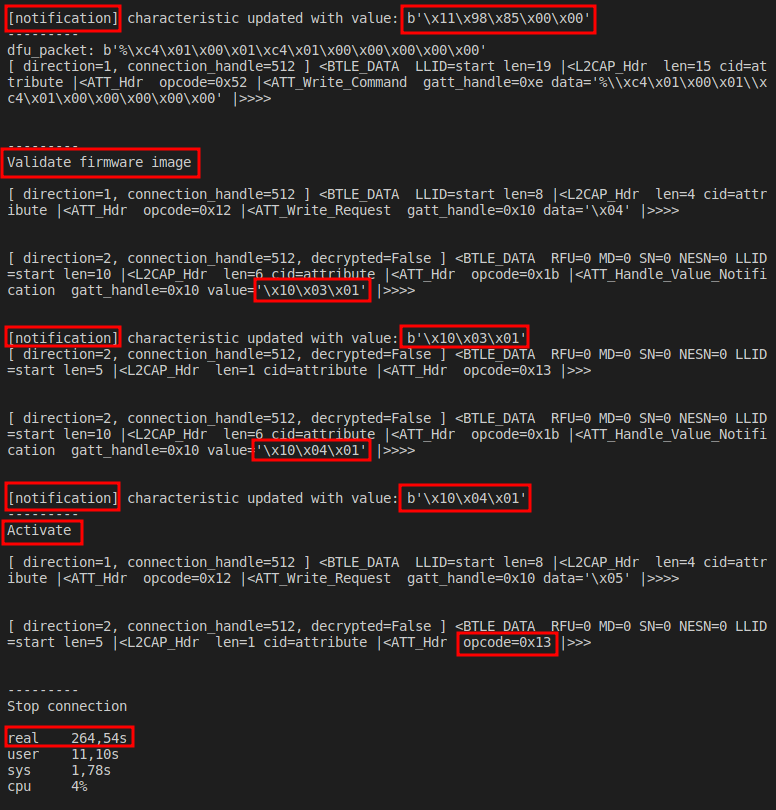 [notification] characteristic updated with value: b'\x11\x98\x85\x00\x00'
---------
dfu_packet: b'%\xc4\x01\x00\x01\xc4\x01\x00\x00\x00\x00\x00'
[ direction=1, connection_handle=512 ] <BTLE_DATA  LLID=start len=19 |<L2CAP_Hdr  len=15 cid=at
tribute |<ATT_Hdr  opcode=0x52 |<ATT_Write_Command  gatt_handle=0xe data='%\\xc4\x01\x00\x01\\x
c4\x01\x00\x00\x00\x00\x00' |>>>>
---------
Validate firmware image
[ direction=1, connection_handle=512 ] <BTLE_DATA  LLID=start len=8 |<L2CAP_Hdr  len=4 cid=attr
ibute |<ATT_Hdr  opcode=0x12 |<ATT_Write_Request  gatt_handle=0x10 data='\x04' |>>>>
[ direction=2, connection_handle=512, decrypted=False ] <BTLE_DATA  RFU=0 MD=0 SN=0 NESN=0 LLID
=start len=10 |<L2CAP_Hdr  len=6 cid=attribute |<ATT_Hdr  opcode=0x1b |<ATT_Handle_Value_Notifi
cation  gatt_handle=0x10 value='\x10\x03\x01' |>>>>
[notification] characteristic updated with value: b'\x10\x03\x01'
[ direction=2, connection_handle=512, decrypted=False ] <BTLE_DATA  RFU=0 MD=0 SN=0 NESN=0 LLID
=start len=5 |<L2CAP_Hdr  len=1 cid=attribute |<ATT_Hdr  opcode=0x13 |>>>
[ direction=2, connection_handle=512, decrypted=False ] <BTLE_DATA  RFU=0 MD=0 SN=0 NESN=0 LLID
=start len=10 |<L2CAP_Hdr  len=6 cid=attribute |<ATT_Hdr  opcode=0x1b |<ATT_Handle_Value_Notifi
cation  gatt_handle=0x10 value='\x10\x04\x01' |>>>>
[notification] characteristic updated with value: b'\x10\x04\x01'
---------
Activate
[ direction=1, connection_handle=512 ] <BTLE_DATA  LLID=start len=8 |<L2CAP_Hdr  len=4 cid=attr
ibute |<ATT_Hdr  opcode=0x12 |<ATT_Write_Request  gatt_handle=0x10 data='\x05' |>>>>
[ direction=2, connection_handle=512, decrypted=False ] <BTLE_DATA  RFU=0 MD=0 SN=0 NESN=0 LLID
=start len=5 |<L2CAP_Hdr  len=1 cid=attribute |<ATT_Hdr  opcode=0x13 |>>>
---------
Stop connection
real    264,54s
user    11,10s
sys     1,78s
cpu     4%